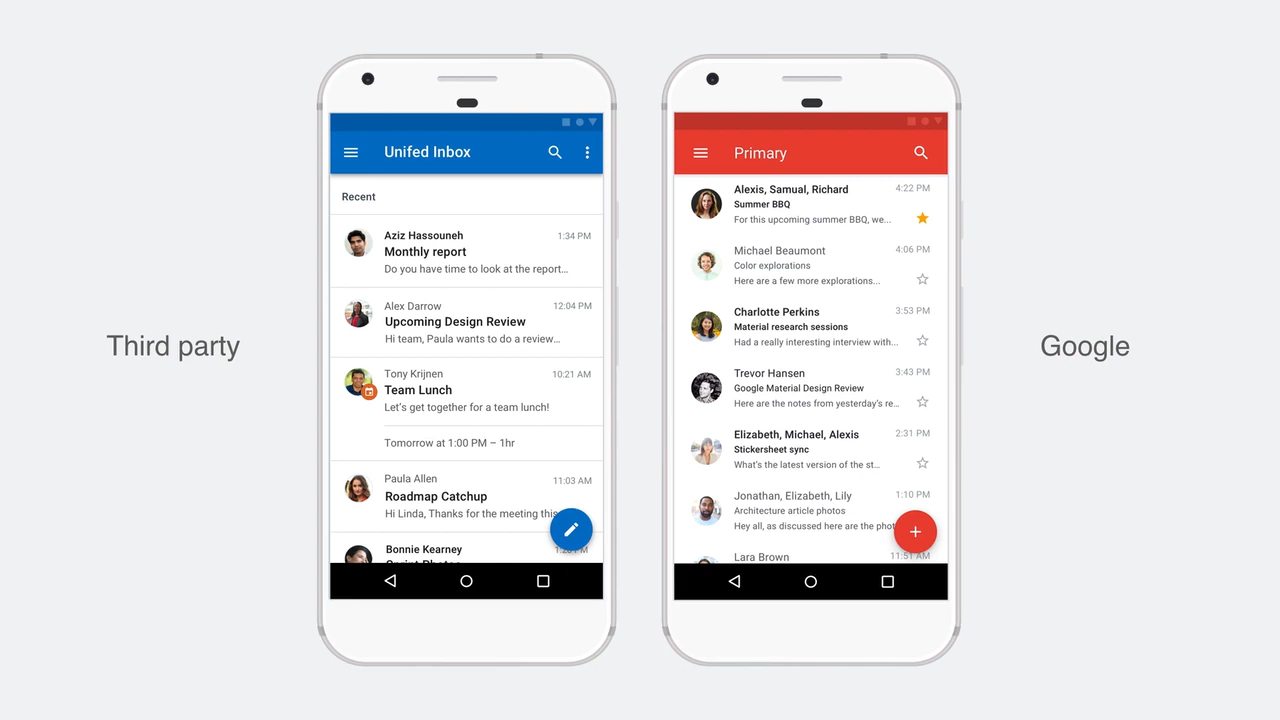 Third party
Unifed Inbox
Recent
Aziz Hassouneh 1:34 PM
Monthly report
Do you have time to look at the report...
Alex Darrow 12:04 PM
Upcoming Design Review
Hi team, Paula wants to do a review...
Tony Krijnen 10:21 AM
Team Lunch
Let's get together for a team lunch!
Tomorrow at 1:00 PM – 1hr
Paula Allen 11:03 AM
Roadmap Catchup
Hi Linda, Thanks for the meeting this
Bonnie Kearney
Primary
Alexis, Samual, Richard 4:22 PM
Summer BBQ
For this upcoming summer BBQ, we...
Michael Beaumont 4:06 PM
Color explorations
Here are a few more explorations...
Charlotte Perkins 3:53 PM
Material research sessions
Had a really interesting interview with...
Trevor Hansen 3:43 PM
Google Material Design Review
Here are the notes from yesterday's re...
Elizabeth, Michael, Alexis 2:31 PM
Stickersheet sync
What's the latest version of the st...
Jonathan, Elizabeth, Lily 1:10 PM
Architecture article photos
Hey all, as discussed here are the phot
Lara Brown 11:51 AM
Google